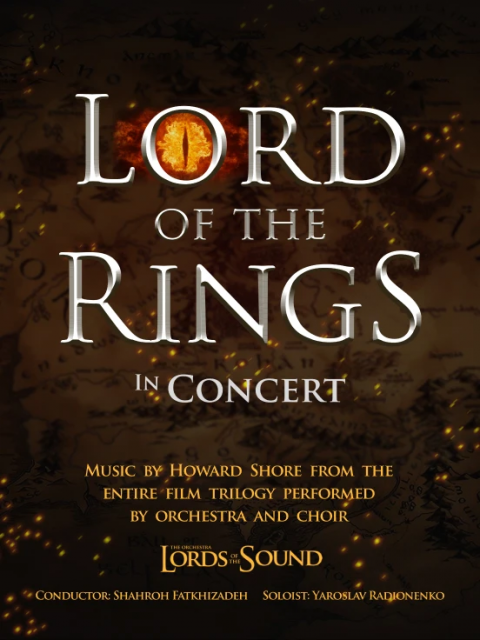 LORD
OF THE
RINGS
IN CONCERT
MUSIC BY HOWARD SHORE FROM THE
ENTIRE FILM TRILOGY PERFORMED
BY ORCHESTRA AND CHOIR
THE ORCHESTRA
LORDS OF THE SOUND
CONDUCTOR: SHAHROH FATKHIZADEH SOLOIST: YAROSLAV RADIONENKO